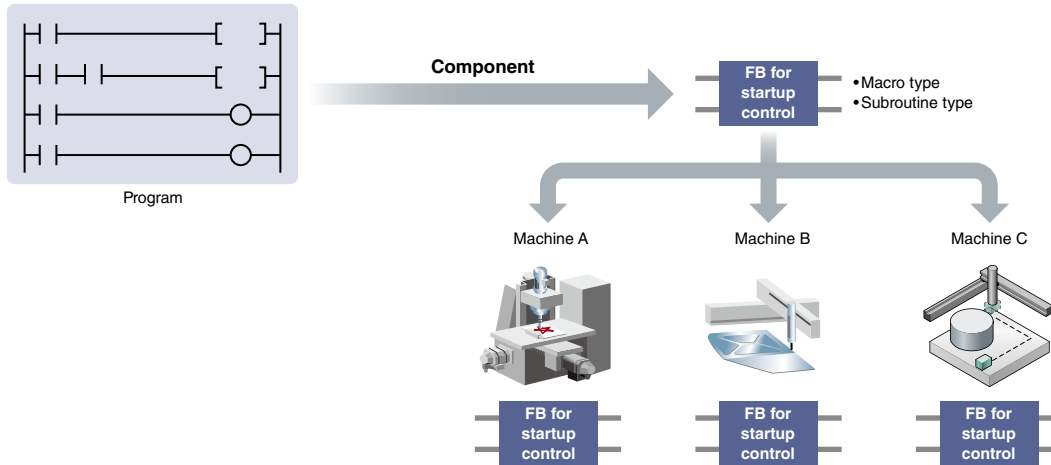 Program
Component
FB for
startup
control
•Macro type
•Subroutine type
Machine A
Machine B
Machine C
FB for
startup
control
FB for
startup
control
FB for
startup
control